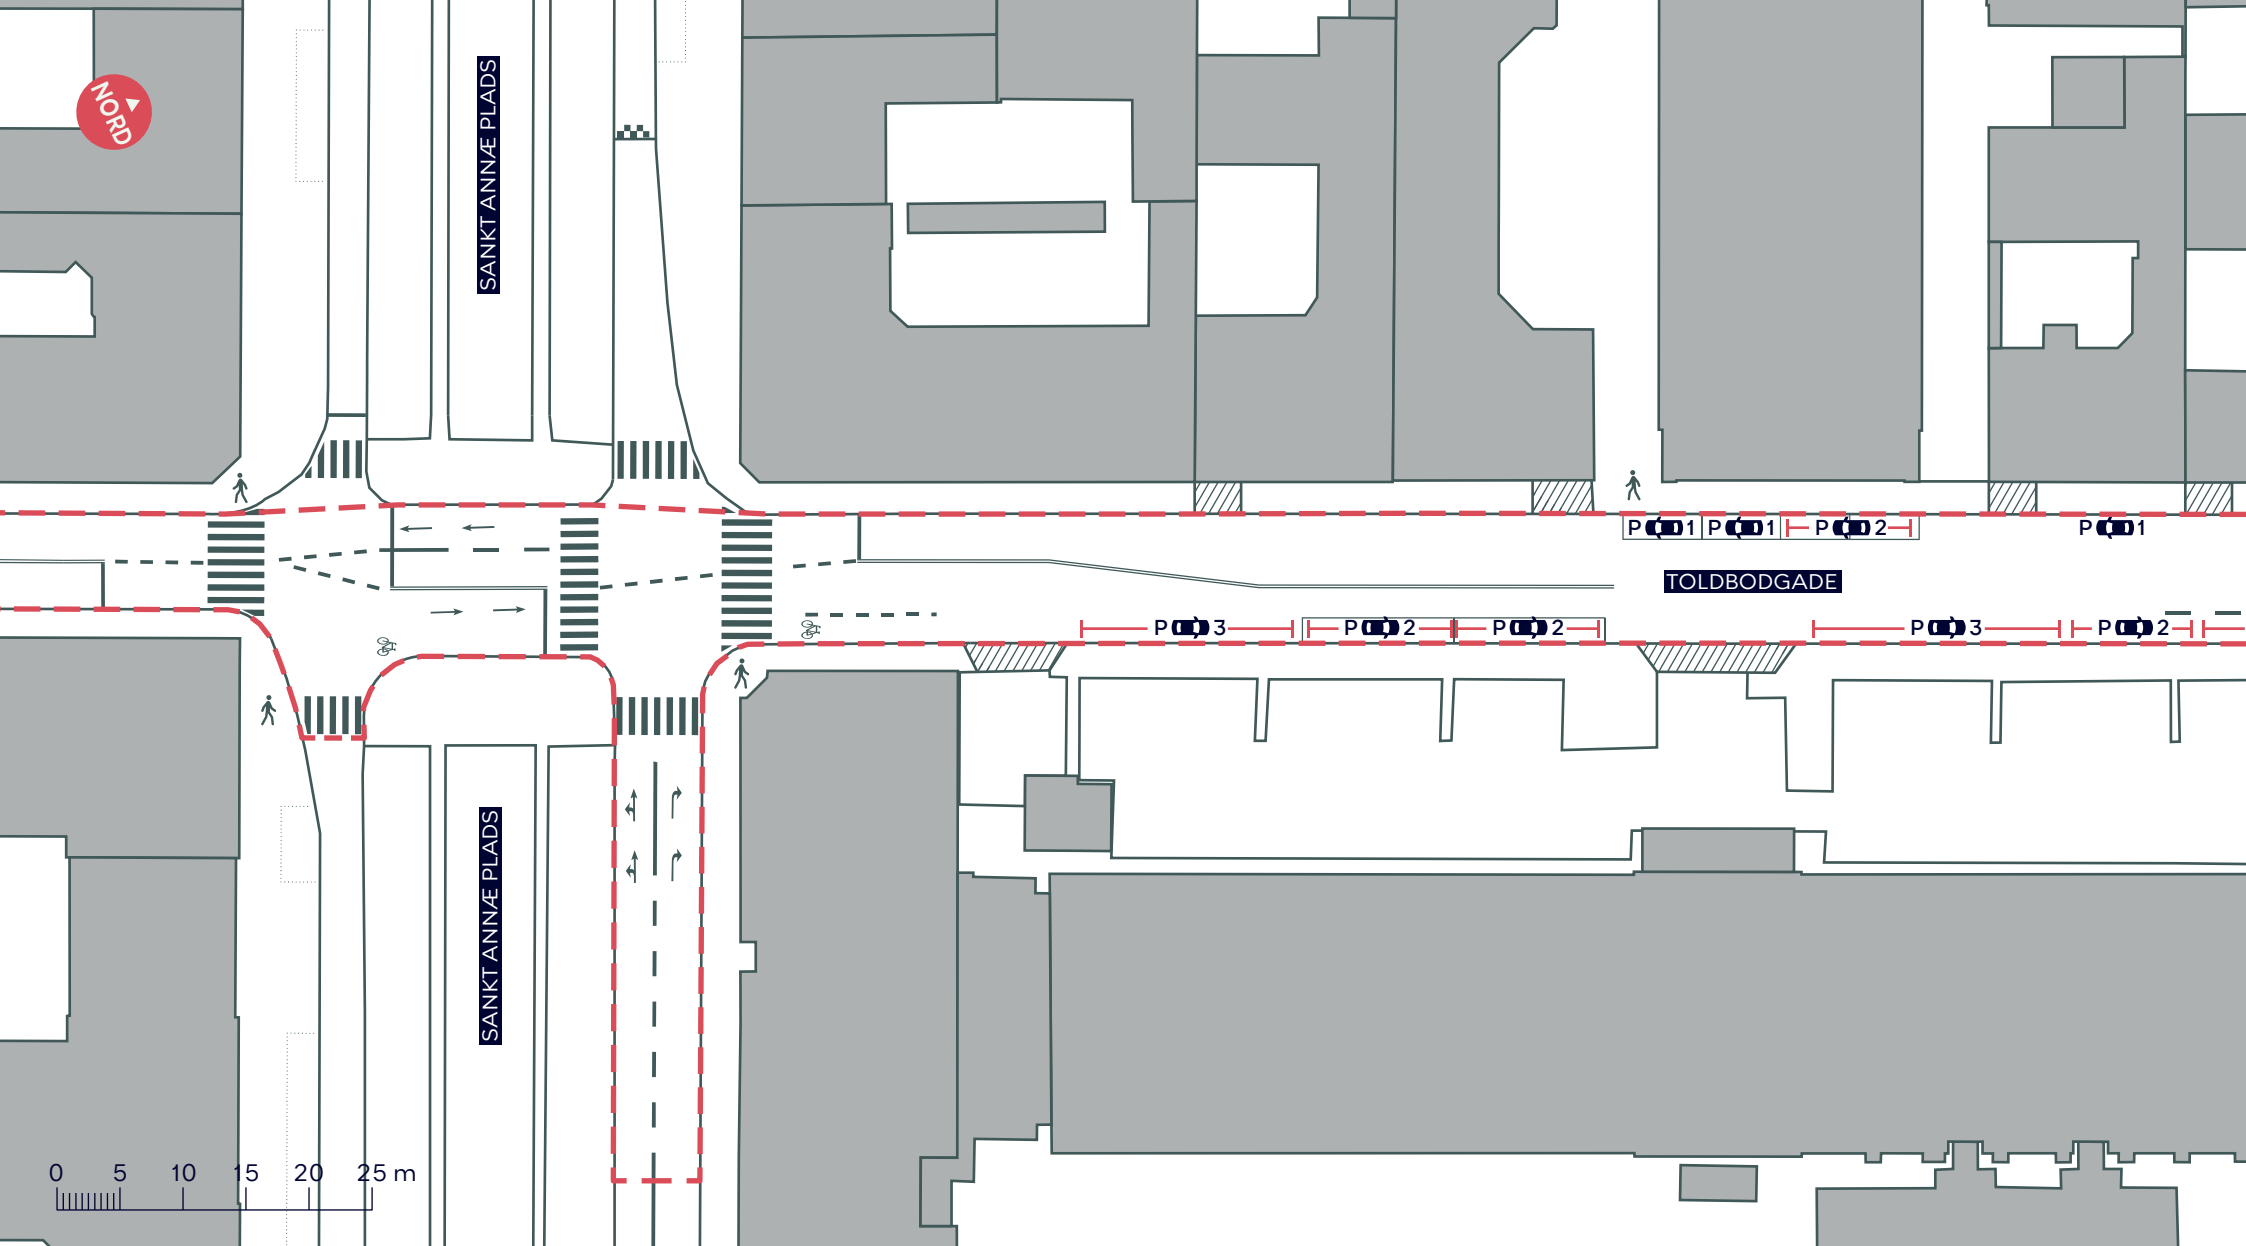 NORD
SANKT ANNÆ PLADS
P 1 P 1 P 2 P 1
TOLDBODGADE
P 3 P 2 P 2 P 3 P 2
SANKT ANNÆ PLADS
0 5 10 15 20 25 m